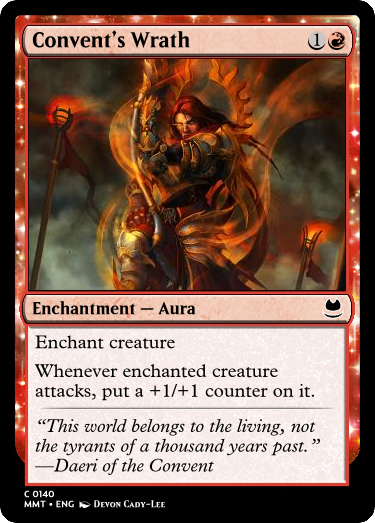 Convent's Wrath 1
Enchantment — Aura
Enchant creature
Whenever enchanted creature
attacks, put a +1/+1 counter on it.
“This world belongs to the living, not
the tyrants of a thousand years past.”
—Daeri of the Convent
C 0140
MMT • ENG Devon Cady-Lee